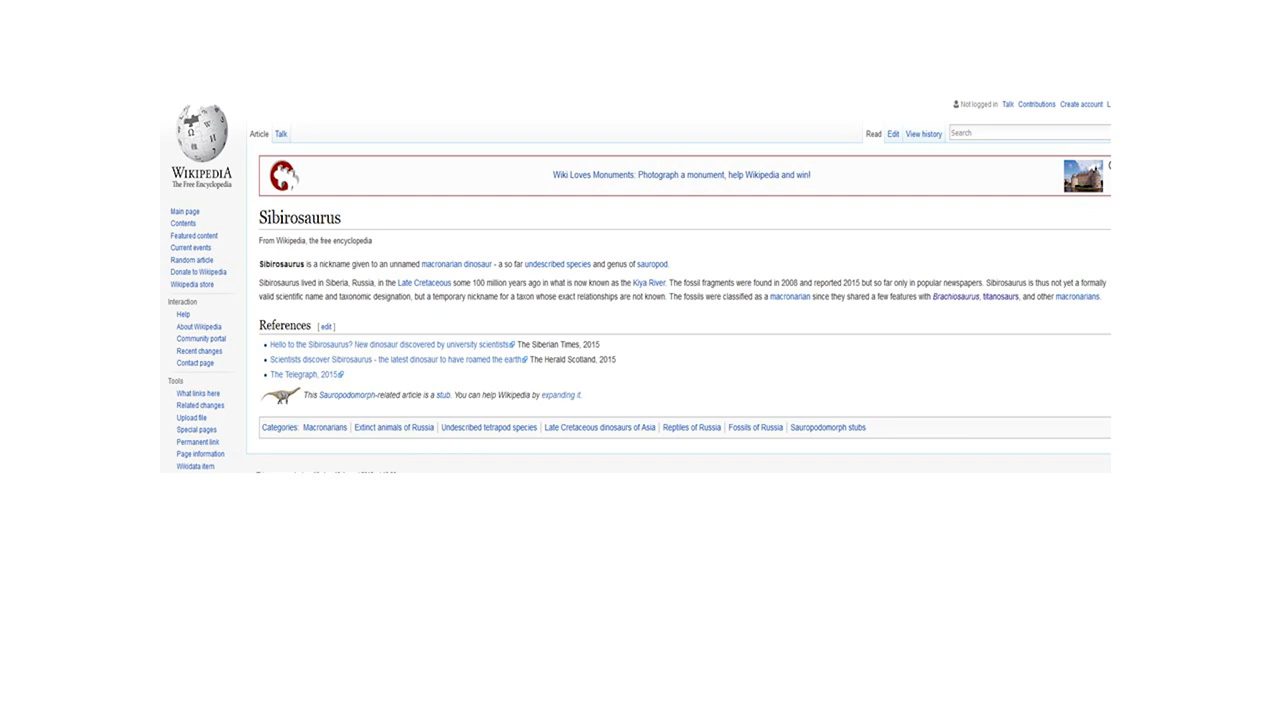 Not logged in Talk Contributions Create account L
Article Talk
Read Edit View history Search
WIKIPEDIA
The Free Encyclopedia
Wiki Loves Monuments: Photograph a monument, help Wikipedia and win!
Main page
Contents
Featured content
Current events
Random article
Donate to Wikipedia
Wikipedia store
Interaction
Help
About Wikipedia
Community portal
Recent changes
Contact page
Tools
What links here
Related changes
Upload file
Special pages
Permanent link
Page information
Wikidata item
Sibirosaurus
From Wikipedia, the free encyclopedia
Sibirosaurus is a nickname given to an unnamed macronarian dinosaur - a so far undescribed species and genus of sauropod.
Sibirosaurus lived in Siberia, Russia, in the Late Cretaceous some 100 million years ago in what is now known as the Kiya River. The fossil fragments were found in 2008 and reported 2015 but so far only in popular newspapers. Sibirosaurus is thus not yet a formally
valid scientific name and taxonomic designation, but a temporary nickname for a taxon whose exact relationships are not known. The fossils were classified as a macronarian since they shared a few features with Brachiosaurus, titanosaurs, and other macronarians.
References [ edit ]
Hello to the Sibirosaurus? New dinosaur discovered by university scientists The Siberian Times, 2015
Scientists discover Sibirosaurus - the latest dinosaur to have roamed the earth The Herald Scotland, 2015
The Telegraph, 2015
This Sauropodomorph-related article is a stub. You can help Wikipedia by expanding it.
Categories: Macronarians | Extinct animals of Russia | Undescribed tetrapod species | Late Cretaceous dinosaurs of Asia | Reptiles of Russia | Fossils of Russia | Sauropodomorph stubs